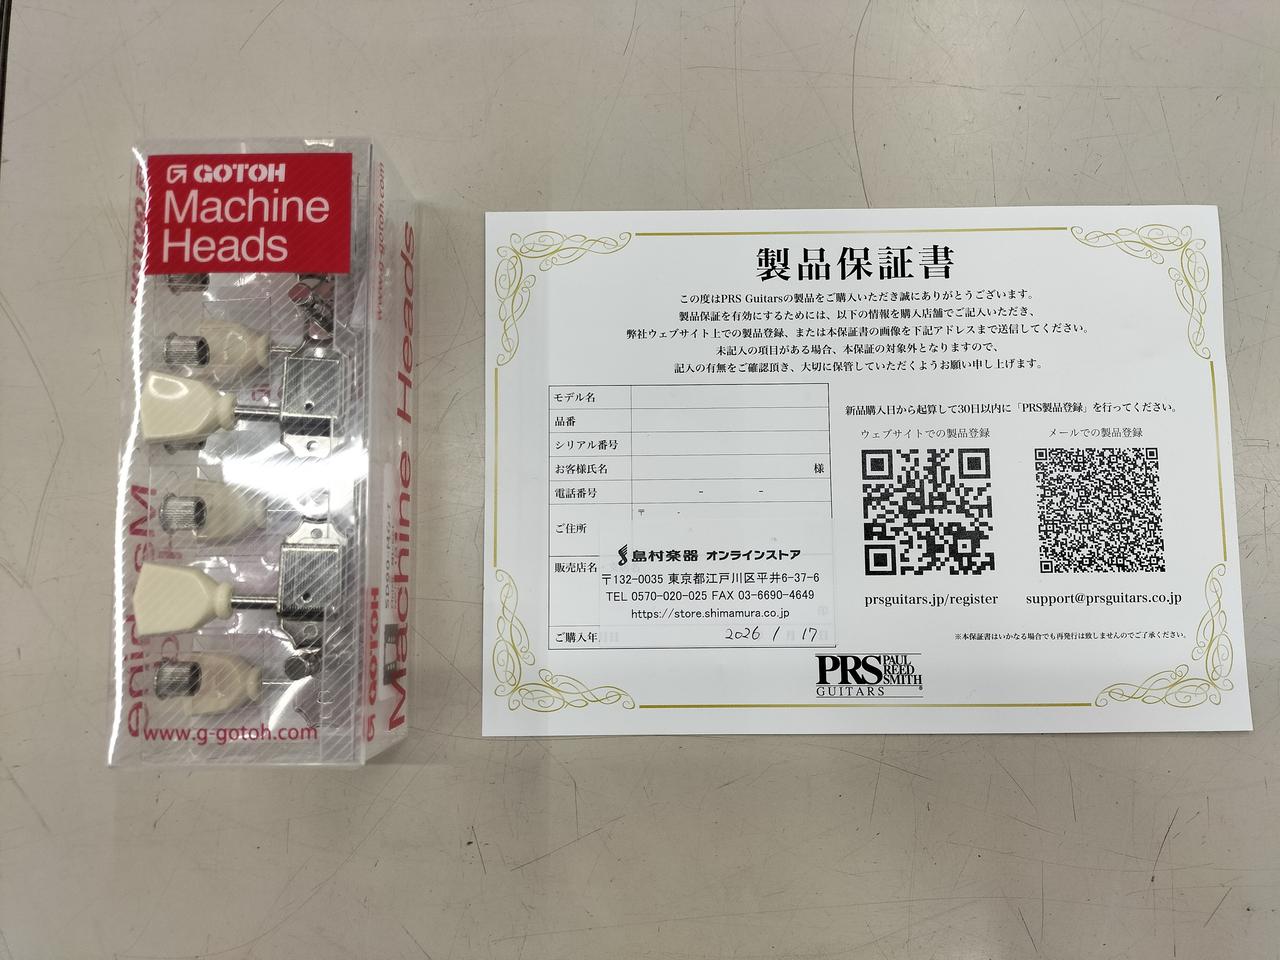 GOTOH
Machine
Heads
www.g-gotoh.com
www.g-gotoh.com
Machine Heads
GOTOH
製品保証書
この度はPRS Guitarsの製品をご購入いただき誠にありがとうございます。
製品保証を有効にするためには、以下の情報を購入店舗でご記入いただき、
弊社ウェブサイト上での製品登録、または本保証書の画像を下記アドレスまで送信してください。
未記入の項目がある場合、本保証の対象外となりますので、
記入の有無をご確認頂き、大切に保管していただくようお願い申し上げます。
モデル名
品番
シリアル番号
お客様氏名 様
電話番号 - -
ご住所 〒 -
販売店名
島村楽器 オンラインストア
〒132-0035 東京都江戸川区平井6-37-6
TEL 0570-020-025 FAX 03-6690-4649
https://store.shimamura.co.jp
ご購入年 2026 / 17
新品購入日から起算して30日以内に「PRS製品登録」を行ってください。
ウェブサイトでの製品登録
メールでの製品登録
prsguitars.jp/register
support@prsguitars.co.jp
※本保証書はいかなる場合でも再発行は致しませんのでご了承ください。
PRS PAUL REED SMITH
GUITARS